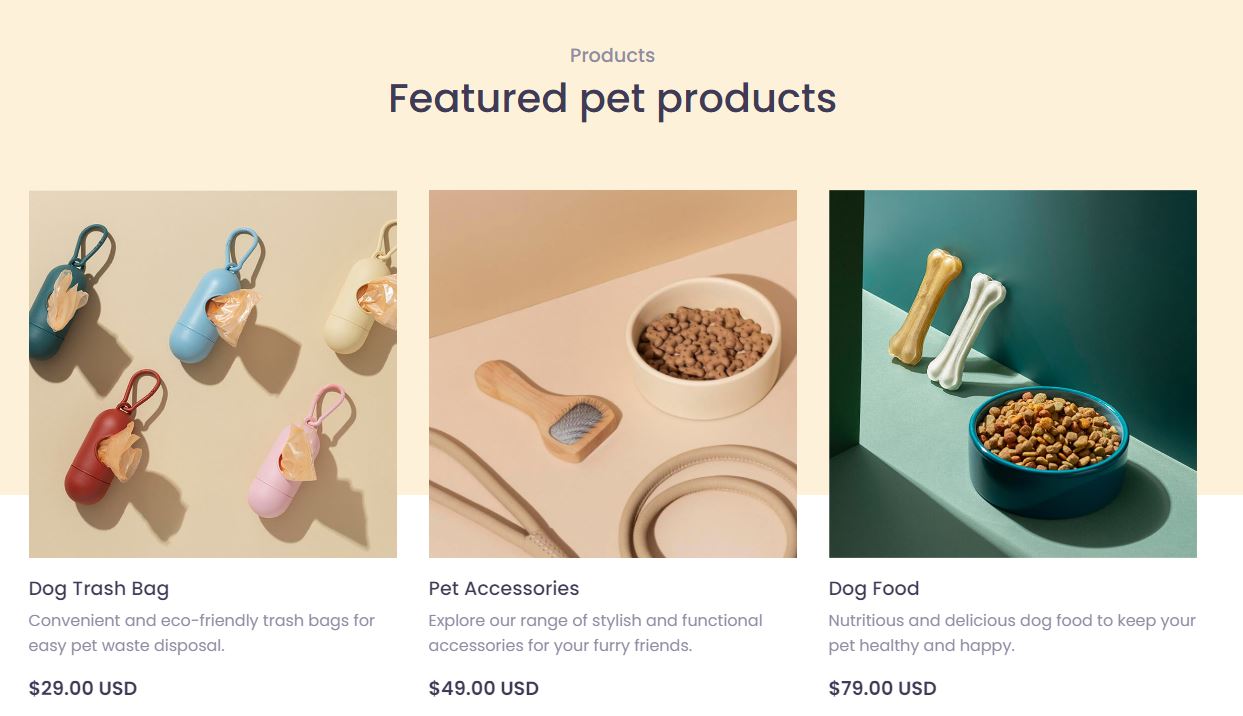 Products
Featured pet products
Dog Trash Bag
Convenient and eco-friendly trash bags for
easy pet waste disposal.
$29.00 USD
Pet Accessories
Explore our range of stylish and functional
accessories for your furry friends.
$49.00 USD
Dog Food
Nutritious and delicious dog food to keep your
pet healthy and happy.
$79.00 USD